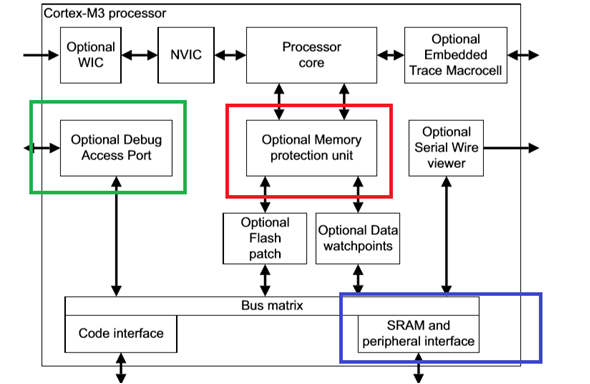 Cortex-M3 processor
Optional
WIC
NVIC
Processor
core
Optional
Embedded
Trace Macrocell
Optional Debug
Access Port
Optional Memory
protection unit
Optional
Serial Wire
viewer
Optional
Flash
patch
Optional Data
watchpoints
Bus matrix
Code interface
SRAM and
peripheral interface